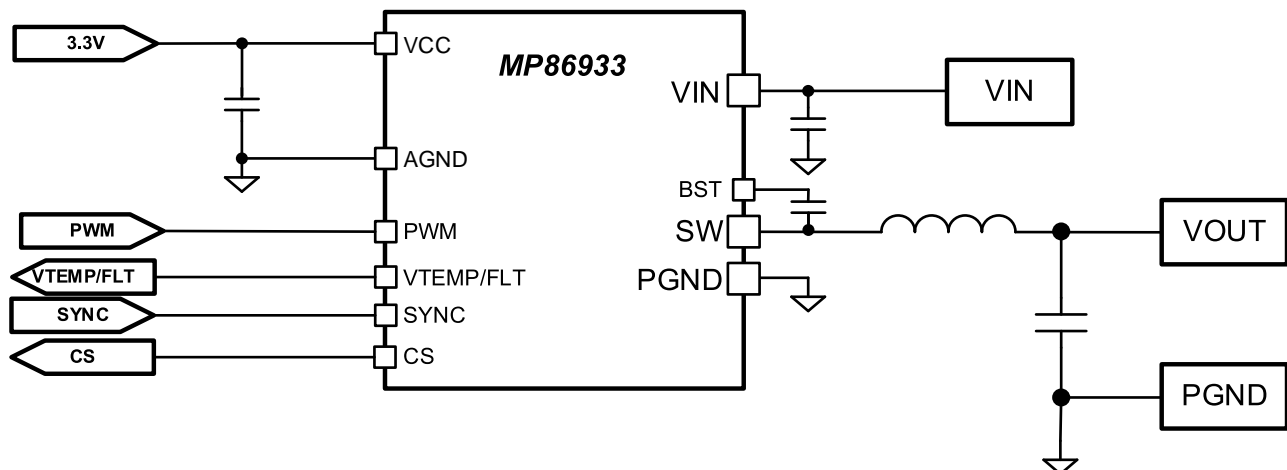 3.3V
VCC
MP86933
VIN
VIN
AGND
BST
PWM
PWM
SW
VOUT
VTEMP/FLT
VTEMP/FLT
PGND
SYNC
SYNC
CS
CS
PGND